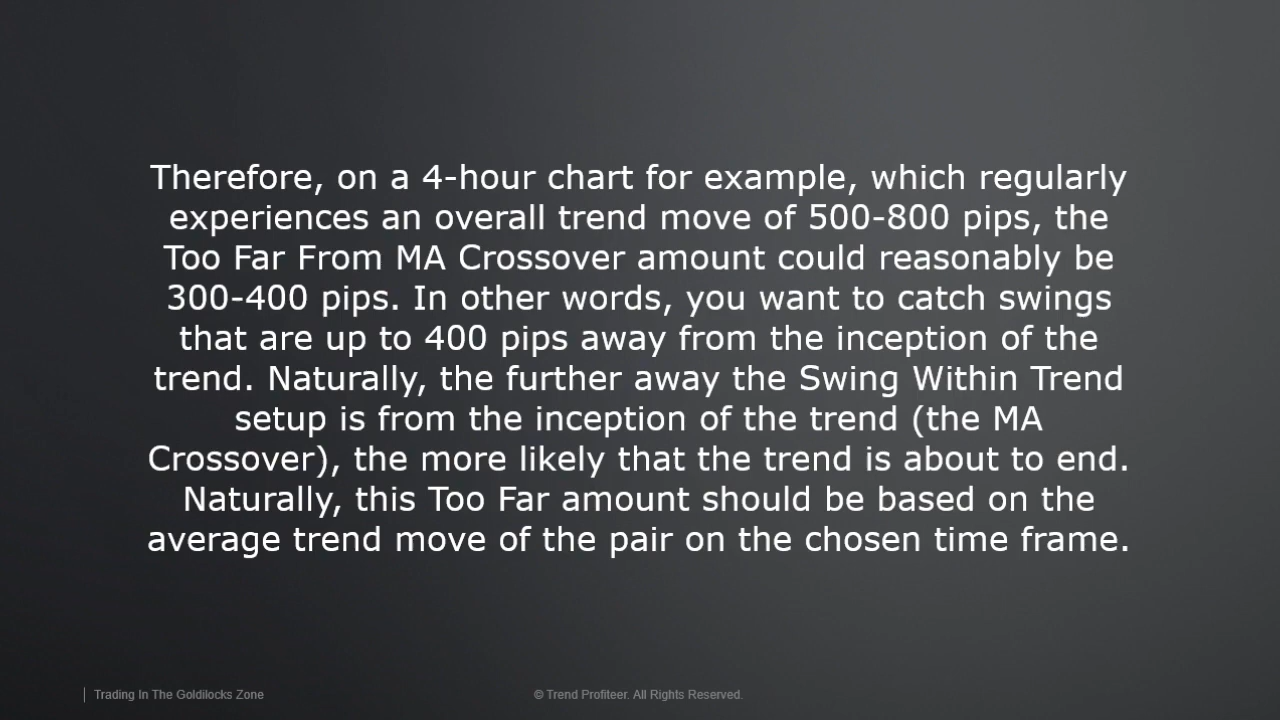 Therefore, on a 4-hour chart for example, which regularly
experiences an overall trend move of 500-800 pips, the
Too Far From MA Crossover amount could reasonably be
300-400 pips. In other words, you want to catch swings
that are up to 400 pips away from the inception of the
trend. Naturally, the further away the Swing Within Trend
setup is from the inception of the trend (the MA
Crossover), the more likely that the trend is about to end.
Naturally, this Too Far amount should be based on the
average trend move of the pair on the chosen time frame.
Trading In The Goldilocks Zone
© Trend Profiteer. All Rights Reserved.